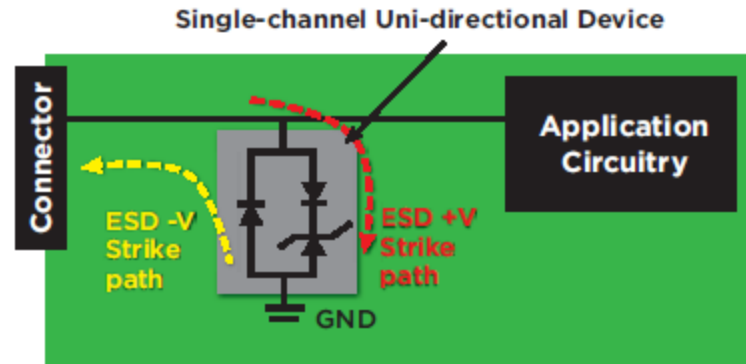 Single-channel Uni-directional Device
Connector
Application
Circuitry
ESD -V
Strike
path
ESD +V
Strike
path
GND